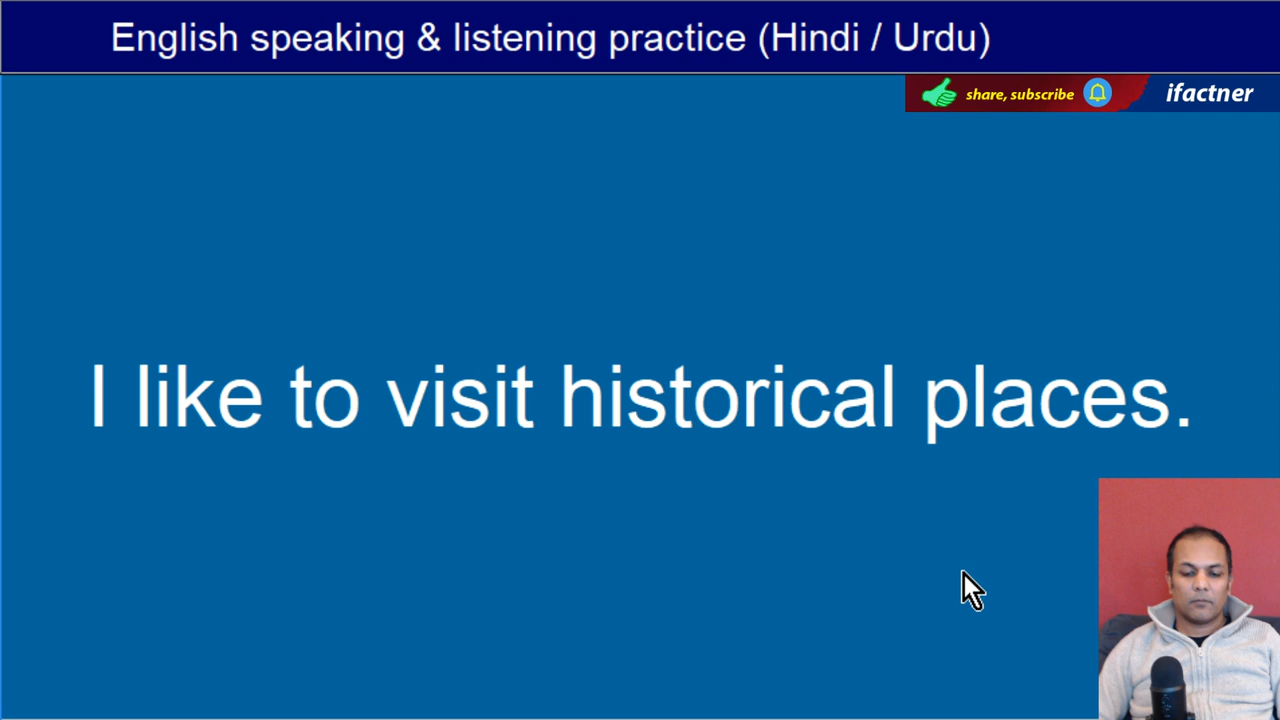 English speaking & listening practice (Hindi / Urdu)
share, subscribe
ifactner
I like to visit historical places.